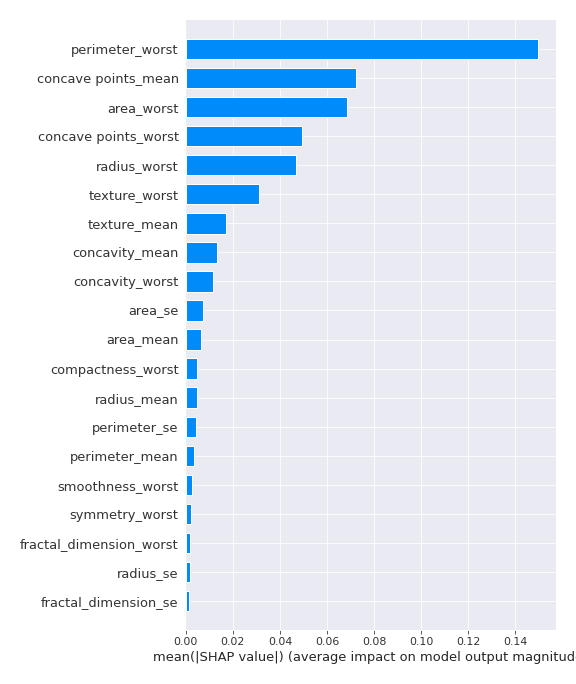 perimeter_worst
concave points_mean
area_worst
concave points_worst
radius_worst
texture_worst
texture_mean
concavity_mean
concavity_worst
area_se
area_mean
compactness_worst
radius_mean
perimeter_se
perimeter_mean
smoothness_worst
symmetry_worst
fractal_dimension_worst
radius_se
fractal_dimension_se
0.00 0.02 0.04 0.06 0.08 0.10 0.12 0.14
mean(|SHAP value|) (average impact on model output magnitud